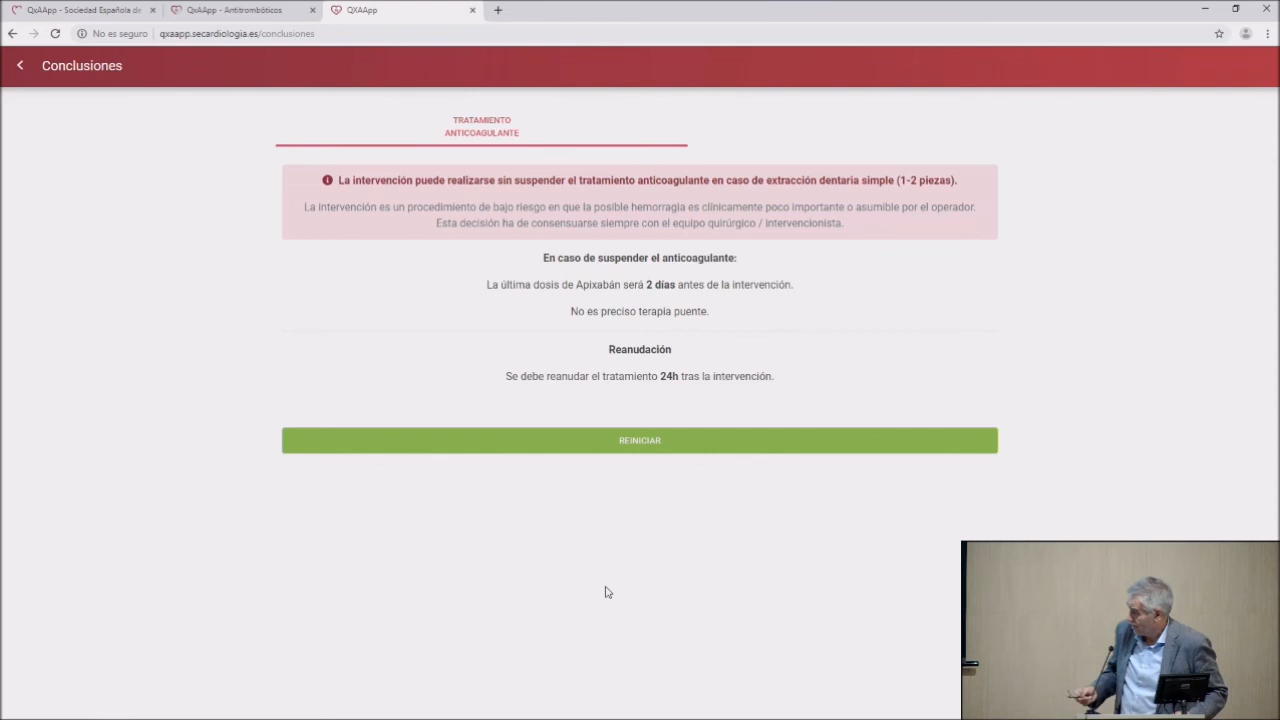 QxAApp - Sociedad Española de
QxAApp - Antitrombóticos
QXAApp
No es seguro
qxaapp.secardiologia.es/conclusiones
Conclusiones
TRATAMIENTO
ANTICOAGULANTE
La intervención puede realizarse sin suspender el tratamiento anticoagulante en caso de extracción dentaria simple (1-2 piezas).
La intervención es un procedimiento de bajo riesgo en que la posible hemorragia es clínicamente poco importante o asumible por el operador.
Esta decisión ha de consensuarse siempre con el equipo quirúrgico / intervencionista.
En caso de suspender el anticoagulante:
La última dosis de Apixabán será 2 días antes de la intervención.
No es preciso terapia puente.
Reanudación
Se debe reanudar el tratamiento 24h tras la intervención.
REINICIAR